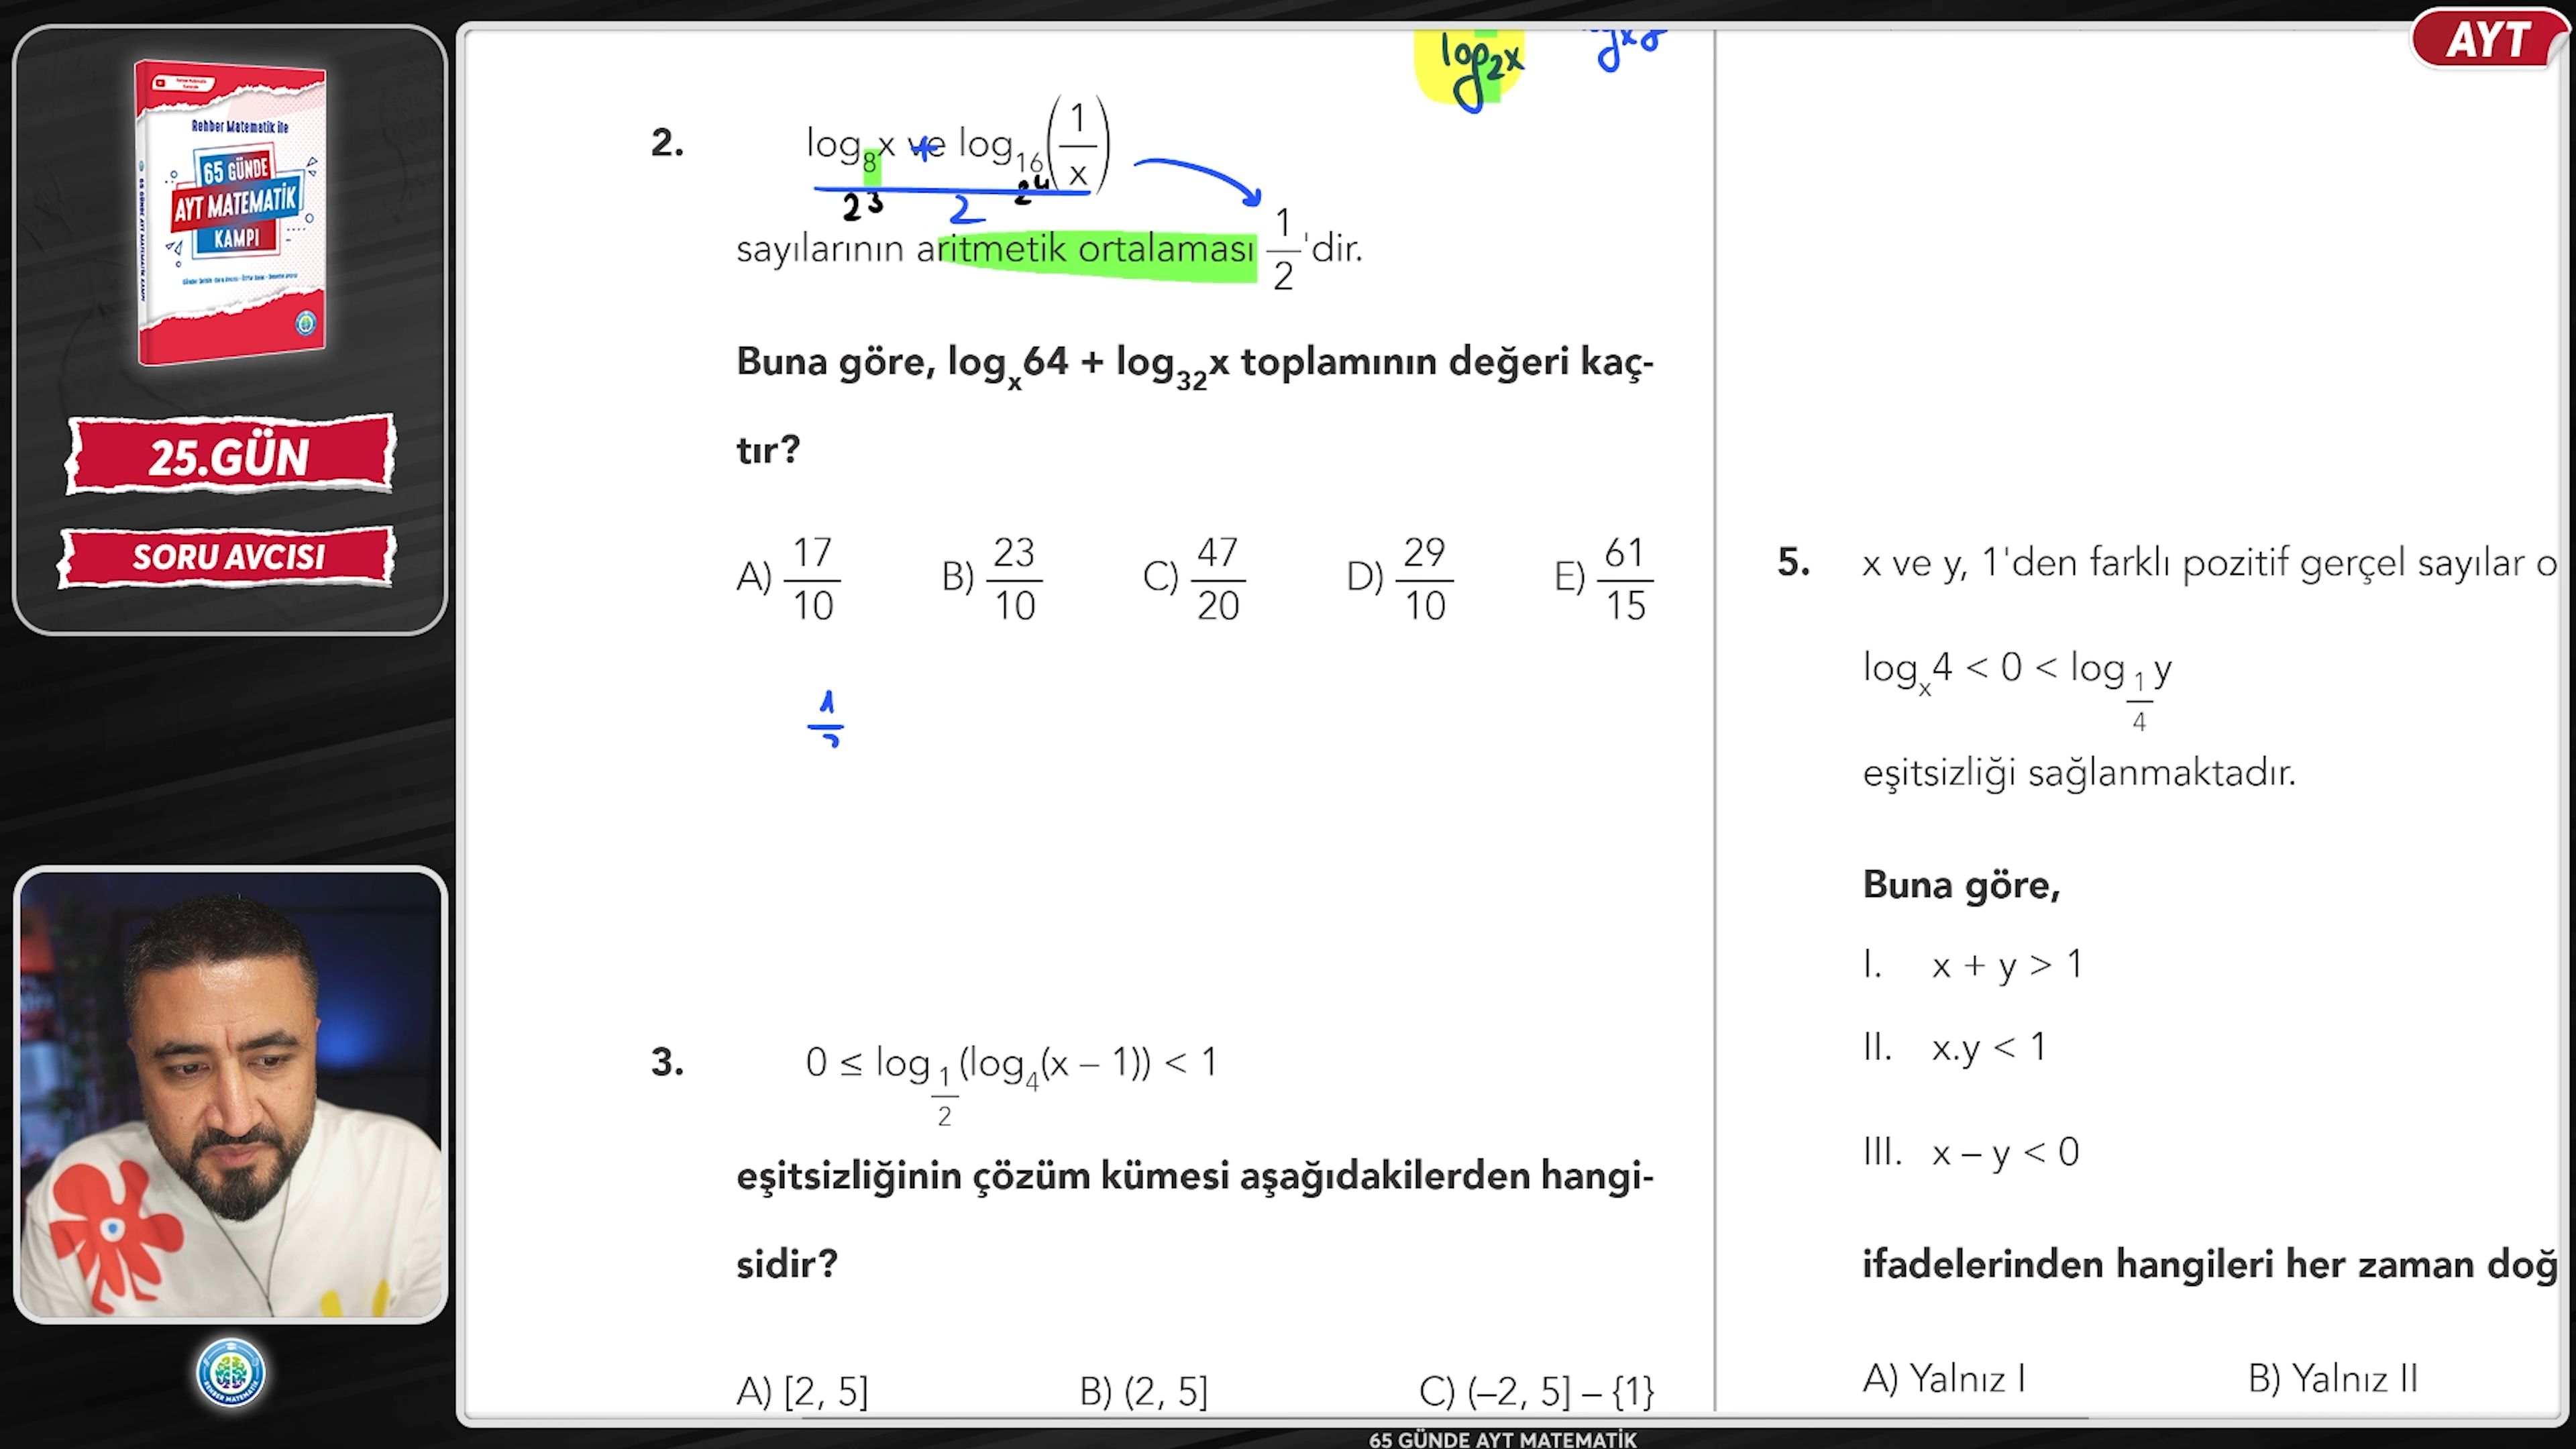 AYT
Rehber Matematik ile
65 GÜNDE
AYT MATEMATİK
KAMPI
25.GÜN
SORU AVCISI
log₂x
2. log₈x ve log₁₆(1/x)
+
2³ 2 2⁴
sayılarının aritmetik ortalaması 1/2'dir.
Buna göre, logₓ64 + log₃₂x toplamının değeri kaç-
tır?
A) 17/10 B) 23/10 C) 47/20 D) 29/10 E) 61/15
3. 0 ≤ log_{1/2}(log₄(x – 1)) < 1
eşitsizliğinin çözüm kümesi aşağıdakilerden hangi-
sidir?
A) [2, 5] B) (2, 5] C) (–2, 5] – {1}
5. x ve y, 1'den farklı pozitif gerçel sayılar o
logₓ4 < 0 < log_{1/4}y
eşitsizliği sağlanmaktadır.
Buna göre,
I. x + y > 1
II. x.y < 1
III. x – y < 0
ifadelerinden hangileri her zaman doğ
A) Yalnız I B) Yalnız II
REHBER MATEMATİK
65 GÜNDE AYT MATEMATİK